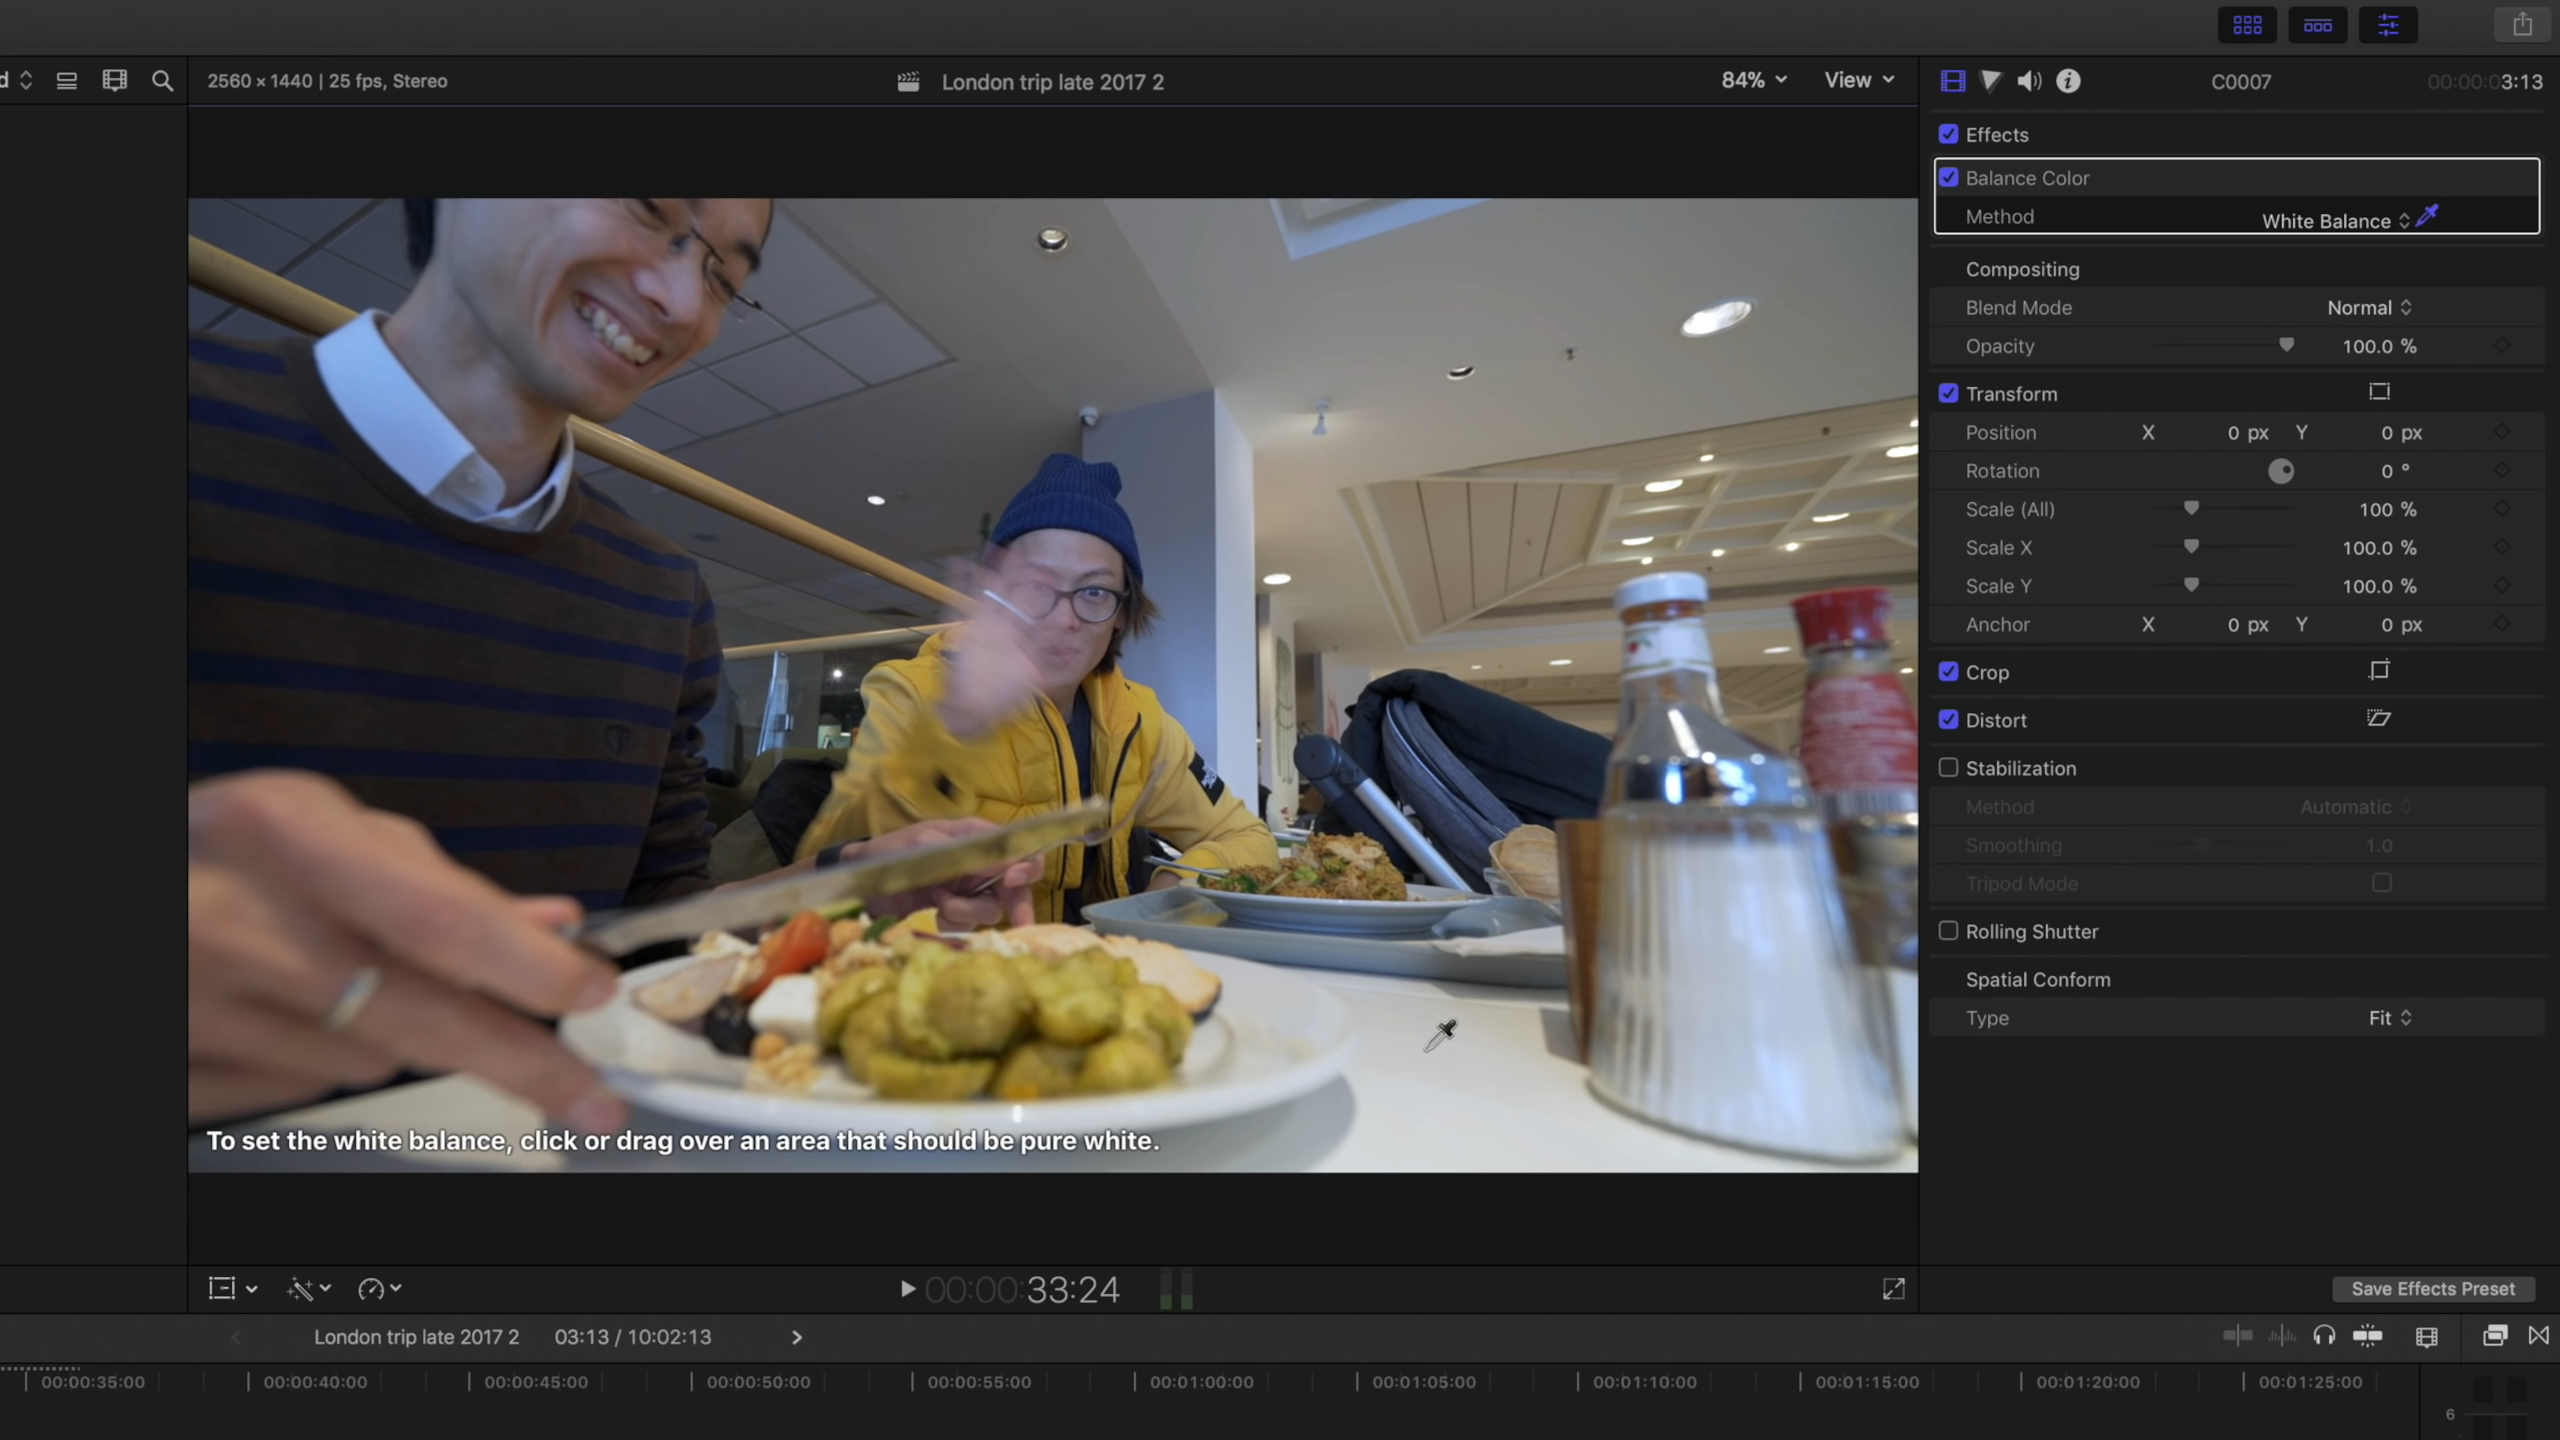 d
2560 × 1440 | 25 fps, Stereo
London trip late 2017 2
84%
View
C0007
00:00:03:13
Effects
Balance Color
Method
White Balance
Compositing
Blend Mode
Normal
Opacity
100.0 %
Transform
Position
X
0 px
Y
0 px
Rotation
0 °
Scale (All)
100 %
Scale X
100.0 %
Scale Y
100.0 %
Anchor
X
0 px
Y
0 px
Crop
Distort
Stabilization
Method
Automatic
Smoothing
1.0
Tripod Mode
Rolling Shutter
Spatial Conform
Type
Fit
To set the white balance, click or drag over an area that should be pure white.
00:00:33:24
Save Effects Preset
London trip late 2017 2
03:13 / 10:02:13
00:00:35:00
00:00:40:00
00:00:45:00
00:00:50:00
00:00:55:00
00:01:00:00
00:01:05:00
00:01:10:00
00:01:15:00
00:01:20:00
00:01:25:00
6